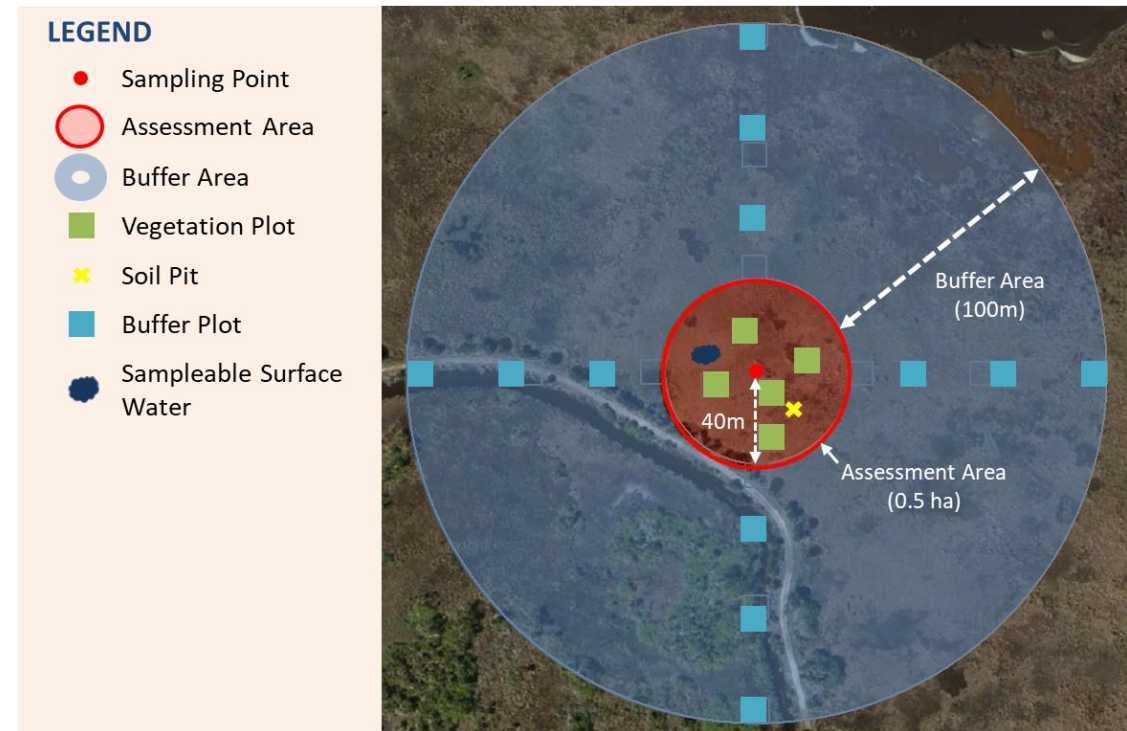 LEGEND
Sampling Point
Assessment Area
Buffer Area
Vegetation Plot
Soil Pit
Buffer Plot
Sampleable Surface
Water
Buffer Area
(100m)
40m
Assessment Area
(0.5 ha)